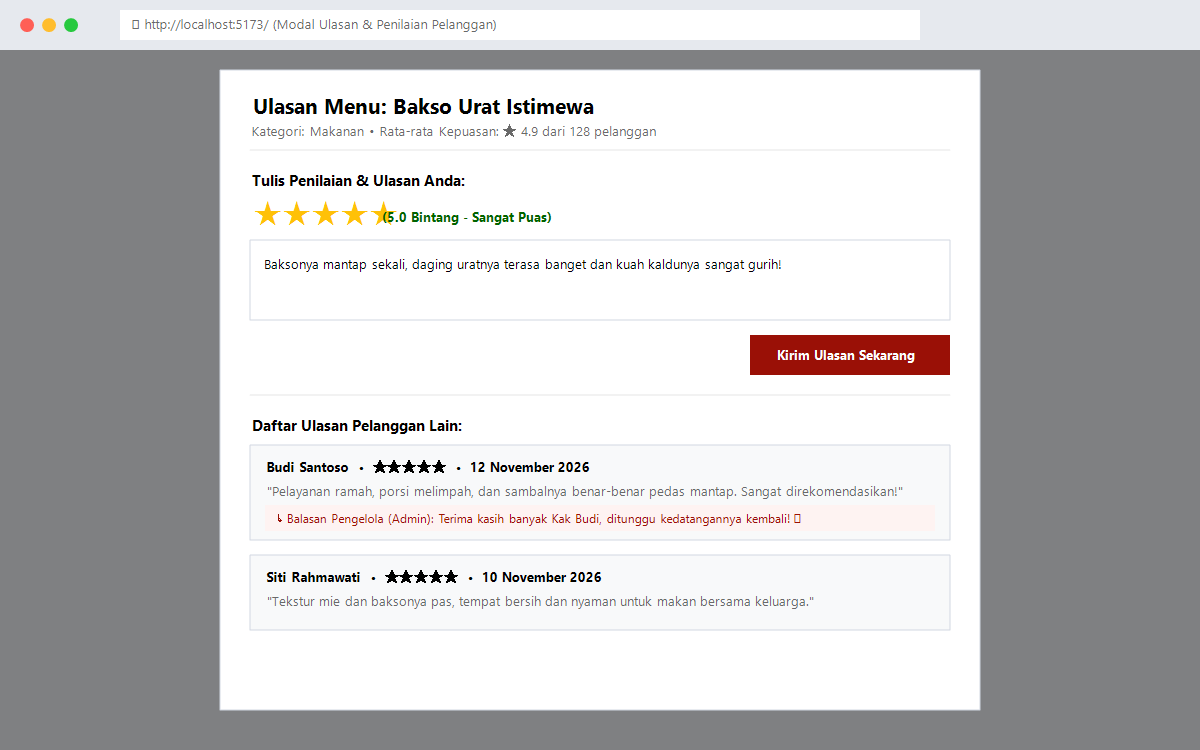 http://localhost:5173/ (Modal Ulasan & Penilaian Pelanggan)
Ulasan Menu: Bakso Urat Istimewa
Kategori: Makanan • Rata-rata Kepuasan: ★ 4.9 dari 128 pelanggan
Tulis Penilaian & Ulasan Anda:
★★★★★ (5.0 Bintang - Sangat Puas)
Baksonya mantap sekali, daging uratnya terasa banget dan kuah kaldunya sangat gurih!
Kirim Ulasan Sekarang
Daftar Ulasan Pelanggan Lain:
Budi Santoso • ★★★★★ • 12 November 2026
"Pelayanan ramah, porsi melimpah, dan sambalnya benar-benar pedas mantap. Sangat direkomendasikan!"
↳ Balasan Pengelola (Admin): Terima kasih banyak Kak Budi, ditunggu kedatangannya kembali!
Siti Rahmawati • ★★★★★ • 10 November 2026
"Tekstur mie dan baksonya pas, tempat bersih dan nyaman untuk makan bersama keluarga."